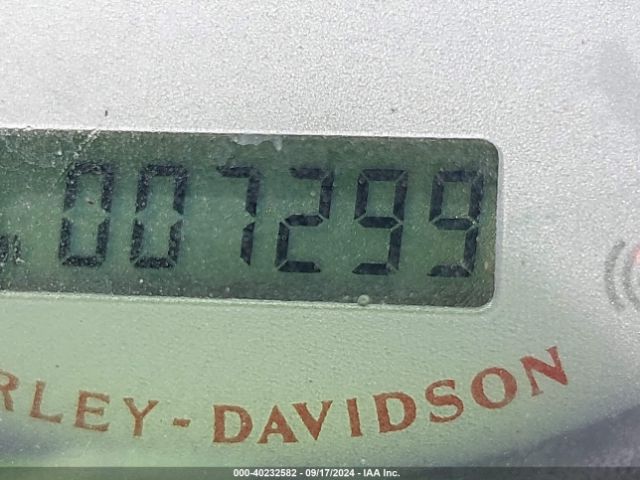 007299
RLEY-DAVIDSON
000-40232582 - 09/17/2024 - IAA Inc.